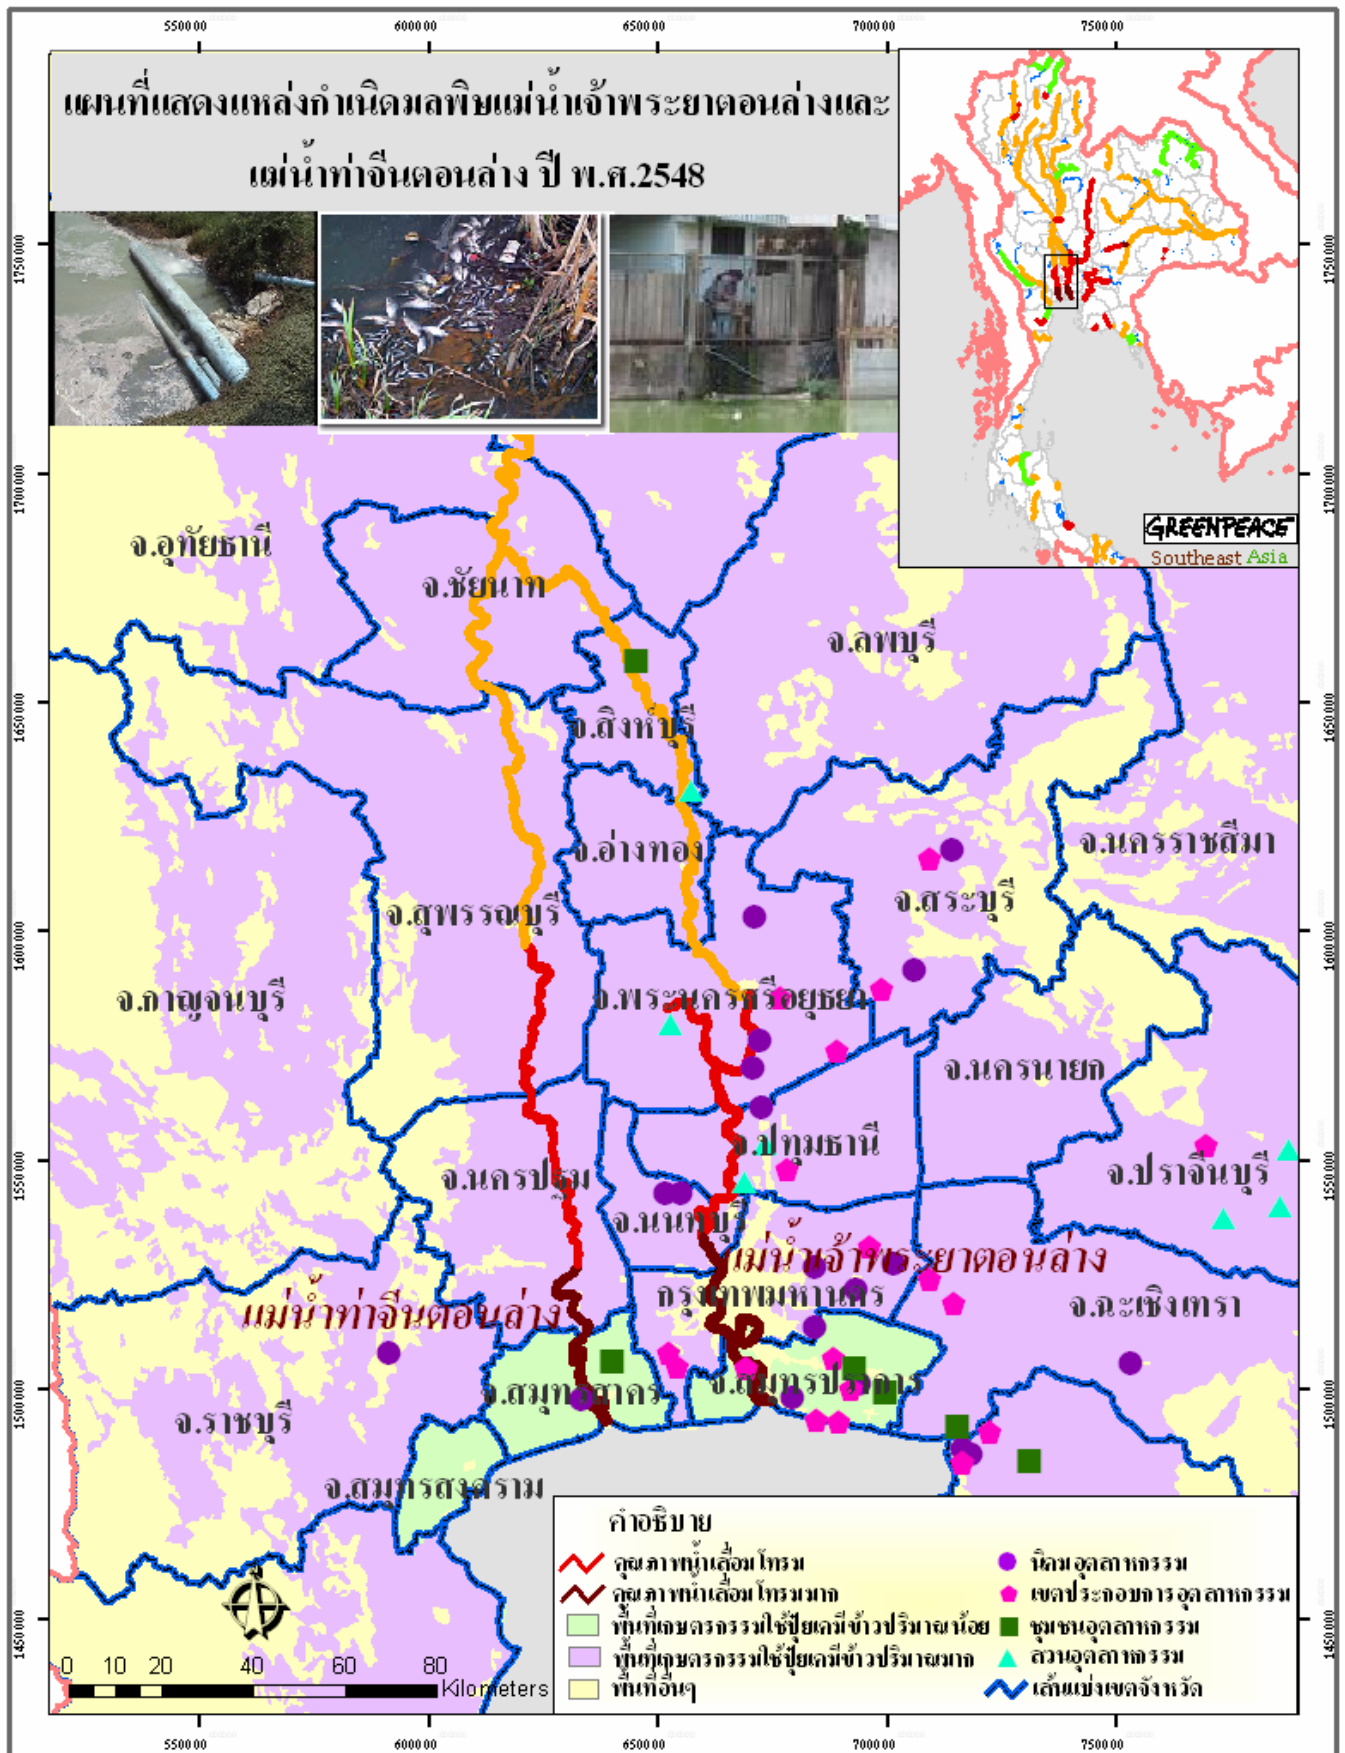 550000 600000 650000 700000 750000
แผนที่แสดงแหล่งกำเนิดมลพิษแม่น้ำเจ้าพระยาตอนล่างและ
แม่น้ำท่าจีนตอนล่าง ปี พ.ศ.2548
GREENPEACE
Southeast Asia
1750000
1750000
1700000
1700000
จ.อุทัยธานี
จ.ชัยนาท
จ.ลพบุรี
1650000
1650000
จ.สิงห์บุรี
จ.อ่างทอง
จ.นครราชสีมา
จ.สุพรรณบุรี
จ.สระบุรี
1600000
1600000
จ.กาญจนบุรี
จ.พระนครศรีอยุธยา
จ.นครนายก
จ.ปทุมธานี
จ.นครปฐม
จ.ปราจีนบุรี
1550000
1550000
จ.นนทบุรี
แม่น้ำเจ้าพระยาตอนล่าง
กรุงเทพมหานคร
แม่น้ำท่าจีนตอนล่าง
จ.ฉะเชิงเทรา
จ.สมุทรสาคร
จ.สมุทรปราการ
1500000
1500000
จ.ราชบุรี
จ.สมุทรสงคราม
คำอธิบาย
คุณภาพน้ำเสื่อมโทรม
นิคมอุตสาหกรรม
คุณภาพน้ำเสื่อมโทรมมาก
เขตประกอบการอุตสาหกรรม
พื้นที่เกษตรกรรมใช้ปุ๋ยเคมีข้าวปริมาณน้อย
ชุมชนอุตสาหกรรม
1450000
1450000
พื้นที่เกษตรกรรมใช้ปุ๋ยเคมีข้าวปริมาณมาก
สวนอุตสาหกรรม
พื้นที่อื่นๆ
เส้นแบ่งเขตจังหวัด
0 10 20 40 60 80
Kilometers
550000 600000 650000 700000 750000